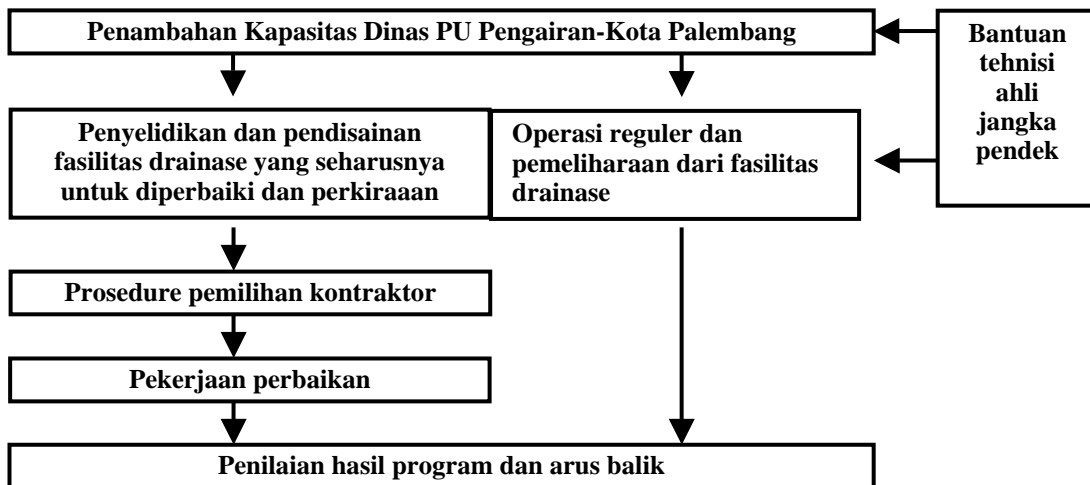 Penambahan Kapasitas Dinas PU Pengairan-Kota Palembang
Bantuan
tehnisi
ahli
jangka
pendek
Penyelidikan dan pendisainan
fasilitas drainase yang seharusnya
untuk diperbaiki dan perkiraaan
Operasi reguler dan
pemeliharaan dari fasilitas
drainase
Prosedure pemilihan kontraktor
Pekerjaan perbaikan
Penilaian hasil program dan arus balik